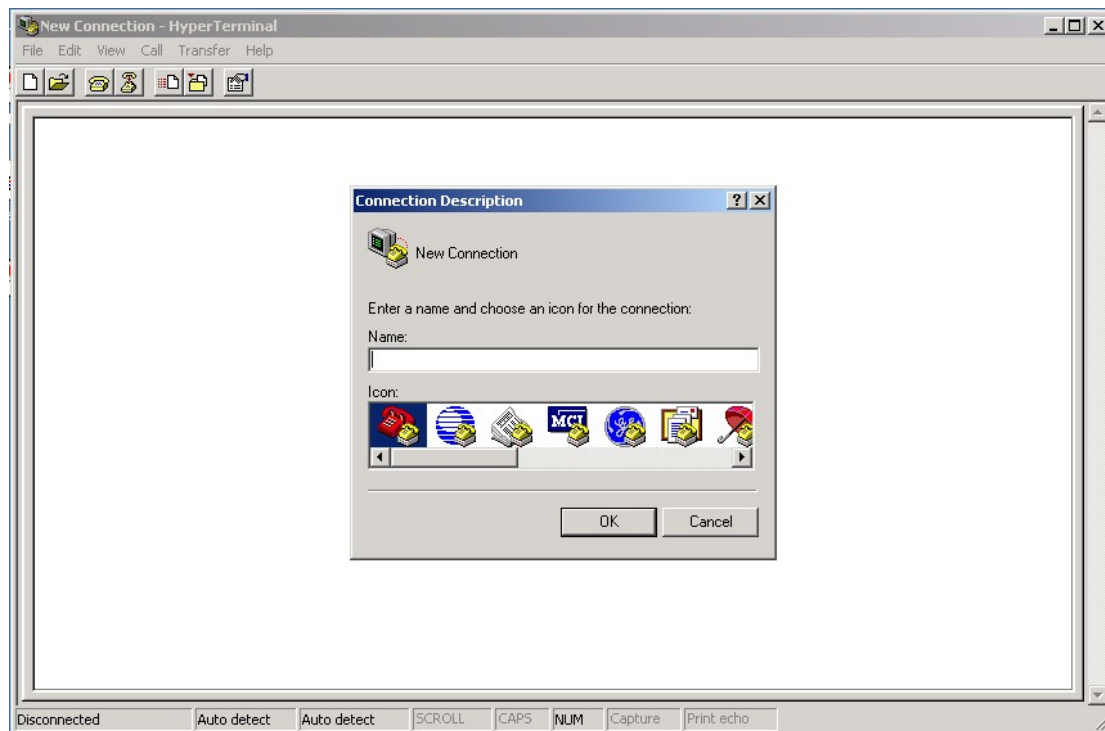 New Connection - HyperTerminal
File Edit View Call Transfer Help
Connection Description
New Connection
Enter a name and choose an icon for the connection:
Name:
Icon:
MCI
OK Cancel
Disconnected Auto detect Auto detect SCROLL CAPS NUM Capture Print echo